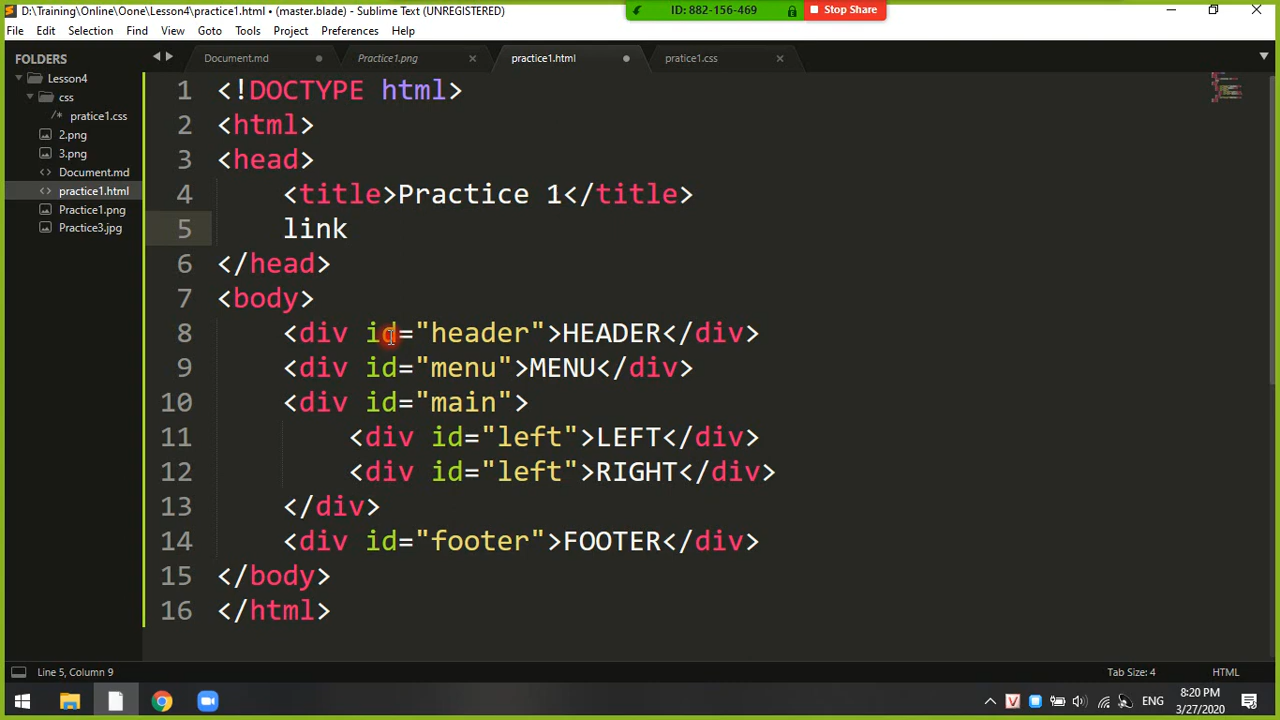 D:\Training\Online\Oone\Lesson4\practice1.html • (master.blade) - Sublime Text (UNREGISTERED)
ID: 882-156-469
Stop Share
File Edit Selection Find View Goto Tools Project Preferences Help
FOLDERS
Lesson4
css
/* pratice1.css
2.png
3.png
<> Document.md
<> practice1.html
Practice1.png
Practice3.jpg
Document.md
Practice1.png
practice1.html
pratice1.css
1 <!DOCTYPE html>
2 <html>
3 <head>
4 <title>Practice 1</title>
5 link
6 </head>
7 <body>
8 <div id="header">HEADER</div>
9 <div id="menu">MENU</div>
10 <div id="main">
11 <div id="left">LEFT</div>
12 <div id="left">RIGHT</div>
13 </div>
14 <div id="footer">FOOTER</div>
15 </body>
16 </html>
Line 5, Column 9
Tab Size: 4
HTML
V
ENG
8:20 PM
3/27/2020